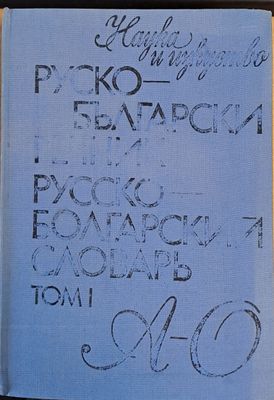 Наука
и изкуство
РУСКО—
БЪЛГАРСКИ
РЕЧНИК
РУССКО—
БОЛГАРСКИЙ
СЛОВАРЬ
ТОМ I
А–О